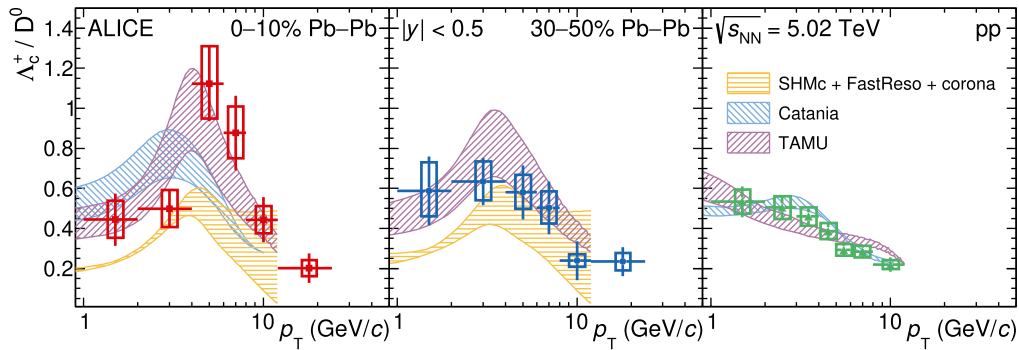 Λc+ / D0
ALICE 0–10% Pb–Pb
|y| < 0.5 30–50% Pb–Pb
√sNN = 5.02 TeV pp
SHMc + FastReso + corona
Catania
TAMU
1.4
1.2
1
0.8
0.6
0.4
0.2
1 10
pT (GeV/c)
1 10
pT (GeV/c)
1 10
pT (GeV/c)